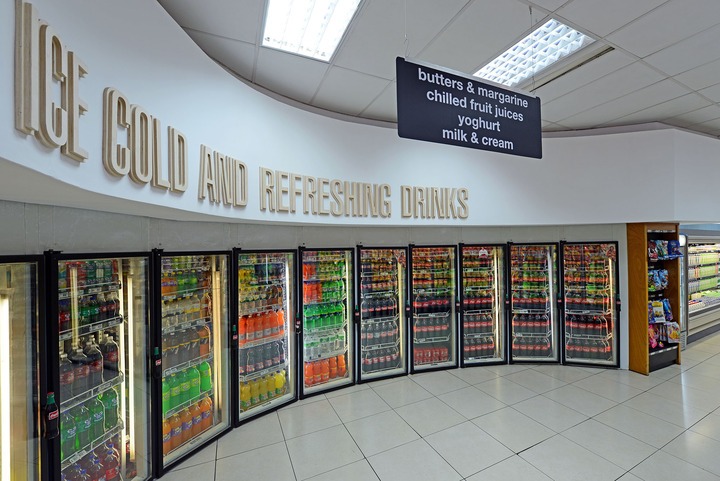 ICE COLD AND REFRESHING DRINKS
butters & margarine
chilled fruit juices
yoghurt
milk & cream